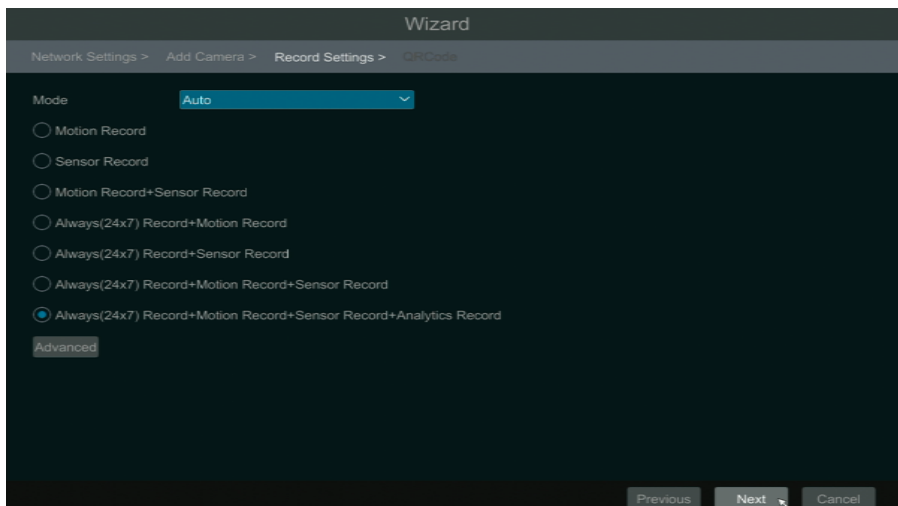 Wizard
Network Settings > Add Camera > Record Settings > QRCode
Mode Auto
Motion Record
Sensor Record
Motion Record+Sensor Record
Always(24x7) Record+Motion Record
Always(24x7) Record+Sensor Record
Always(24x7) Record+Motion Record+Sensor Record
Always(24x7) Record+Motion Record+Sensor Record+Analytics Record
Advanced
Previous Next Cancel